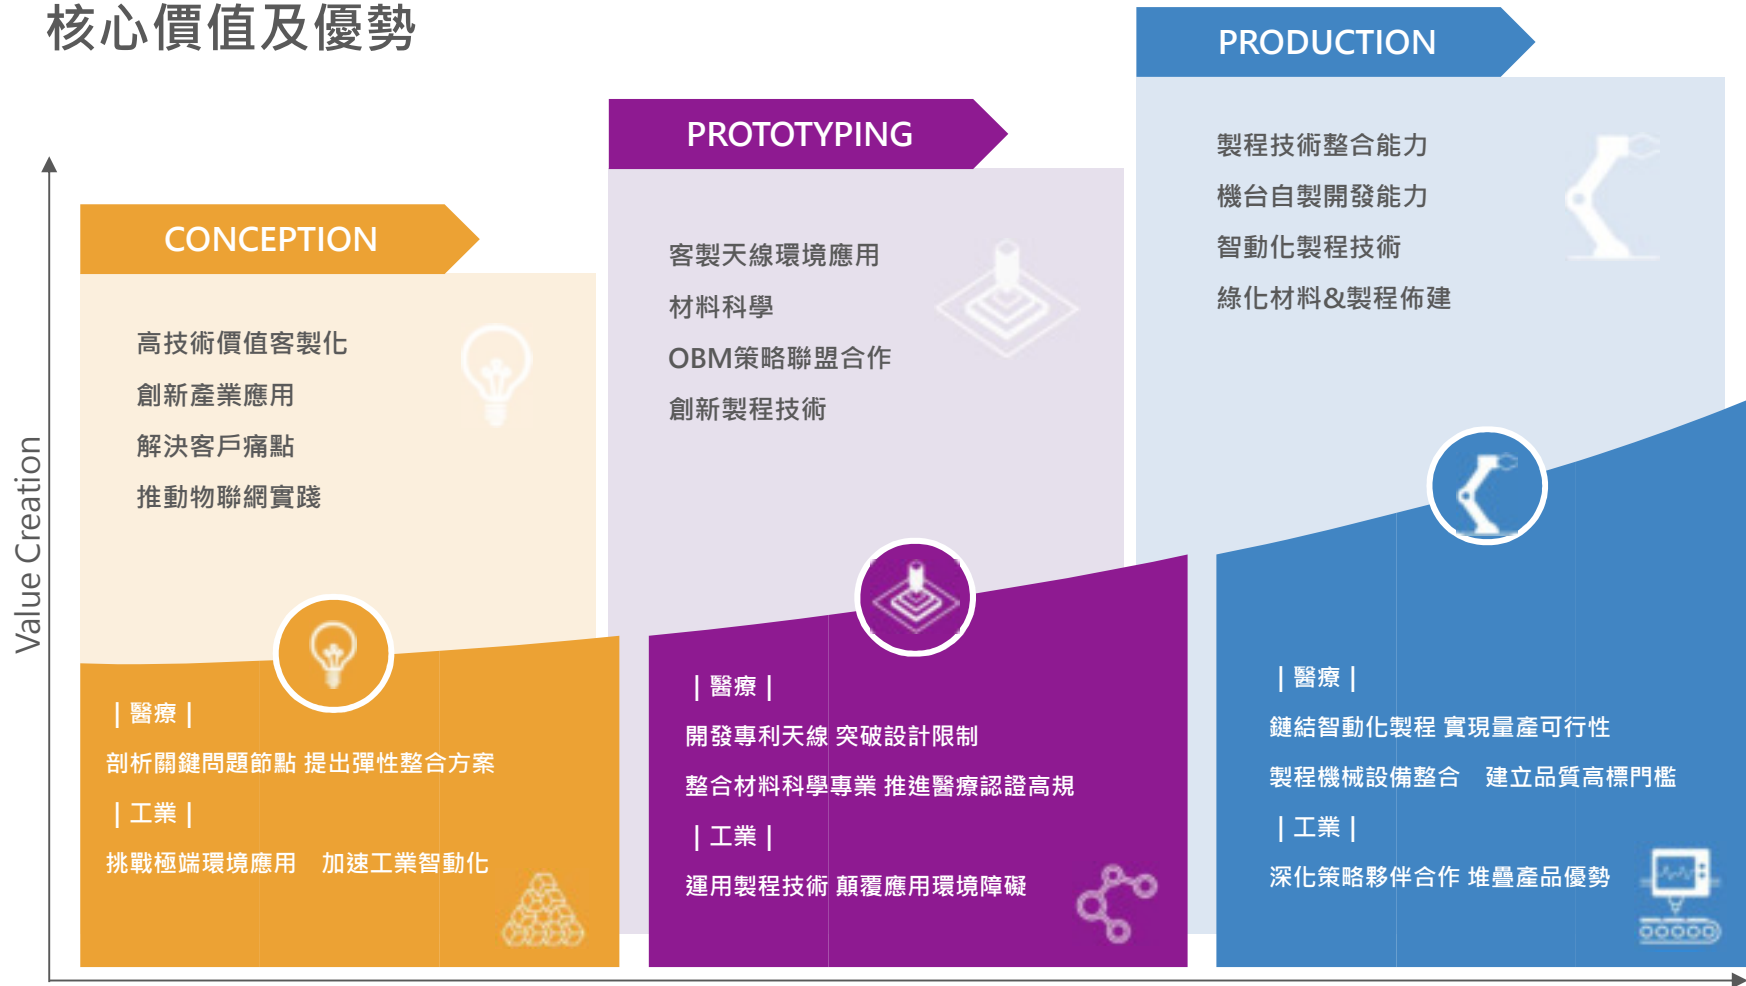 核心價值及優勢
Value Creation
CONCEPTION
高技術價值客製化
創新產業應用
解決客戶痛點
推動物聯網實踐
|醫療|
剖析關鍵問題節點 提出彈性整合方案
|工業|
挑戰極端環境應用　加速工業智動化
PROTOTYPING
客製天線環境應用
材料科學
OBM策略聯盟合作
創新製程技術
|醫療|
開發專利天線 突破設計限制
整合材料科學專業 推進醫療認證高規
|工業|
運用製程技術 顛覆應用環境障礙
PRODUCTION
製程技術整合能力
機台自製開發能力
智動化製程技術
綠化材料&製程佈建
|醫療|
鏈結智動化製程 實現量產可行性
製程機械設備整合　建立品質高標門檻
|工業|
深化策略夥伴合作 堆疊產品優勢